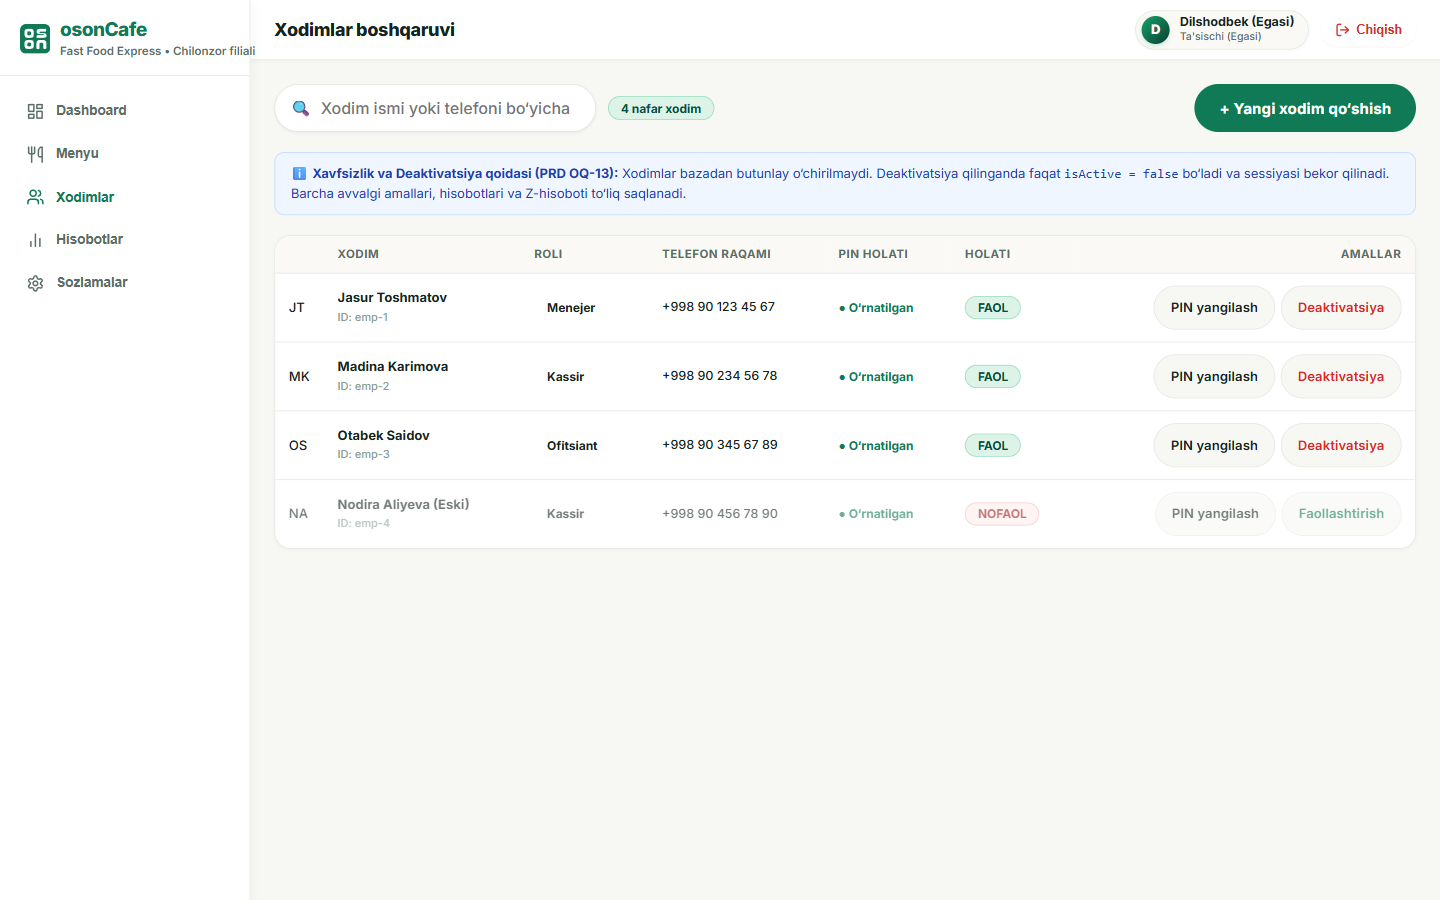 oson
osonCafe
Fast Food Express • Chilonzor filiali
Dashboard
Menyu
Xodimlar
Hisobotlar
Sozlamalar
Xodimlar boshqaruvi
D
Dilshodbek (Egasi)
Ta'sischi (Egasi)
Chiqish
Xodim ismi yoki telefoni bo‘yicha
4 nafar xodim
+ Yangi xodim qo‘shish
Xavfsizlik va Deaktivatsiya qoidasi (PRD OQ-13): Xodimlar bazadan butunlay o‘chirilmaydi. Deaktivatsiya qilinganda faqat isActive = false bo‘ladi va sessiyasi bekor qilinadi.
Barcha avvalgi amallari, hisobotlari va Z-hisoboti to‘liq saqlanadi.
XODIM ROLI TELEFON RAQAMI PIN HOLATI HOLATI AMALLAR
JT Jasur Toshmatov Menejer +998 90 123 45 67 • O‘rnatilgan FAOL PIN yangilash Deaktivatsiya
ID: emp-1
MK Madina Karimova Kassir +998 90 234 56 78 • O‘rnatilgan FAOL PIN yangilash Deaktivatsiya
ID: emp-2
OS Otabek Saidov Ofitsiant +998 90 345 67 89 • O‘rnatilgan FAOL PIN yangilash Deaktivatsiya
ID: emp-3
NA Nodira Aliyeva (Eski) Kassir +998 90 456 78 90 • O‘rnatilgan NOFAOL PIN yangilash Faollashtirish
ID: emp-4